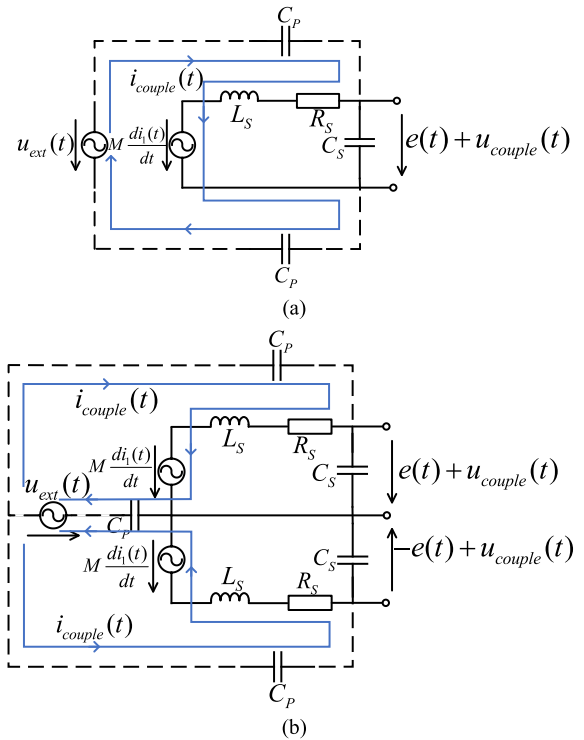 C_P
i_couple(t)
L_S
R_S
C_S
u_ext(t)
M di_1(t)/dt
e(t)+u_couple(t)
C_P
(a)
C_P
i_couple(t)
L_S
R_S
M di_1(t)/dt
C_S
e(t)+u_couple(t)
u_ext(t)
C_P
M di_1(t)/dt
C_S
-e(t)+u_couple(t)
L_S
R_S
i_couple(t)
C_P
(b)